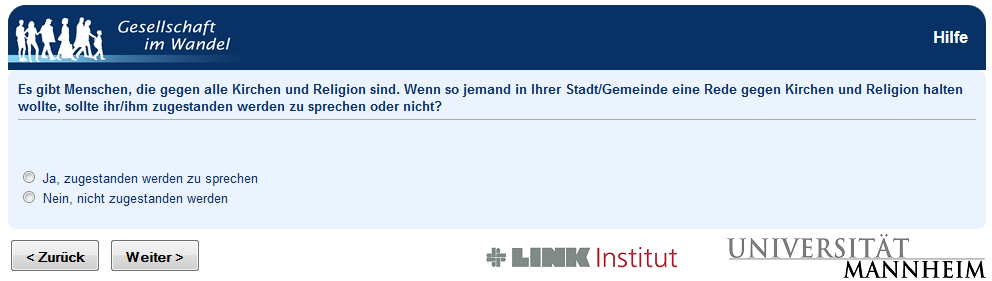 Gesellschaft
im Wandel
Hilfe
Es gibt Menschen, die gegen alle Kirchen und Religion sind. Wenn so jemand in Ihrer Stadt/Gemeinde eine Rede gegen Kirchen und Religion halten
wollte, sollte ihr/ihm zugestanden werden zu sprechen oder nicht?
Ja, zugestanden werden zu sprechen
Nein, nicht zugestanden werden
< Zurück
Weiter >
LINK Institut
UNIVERSITÄT
MANNHEIM